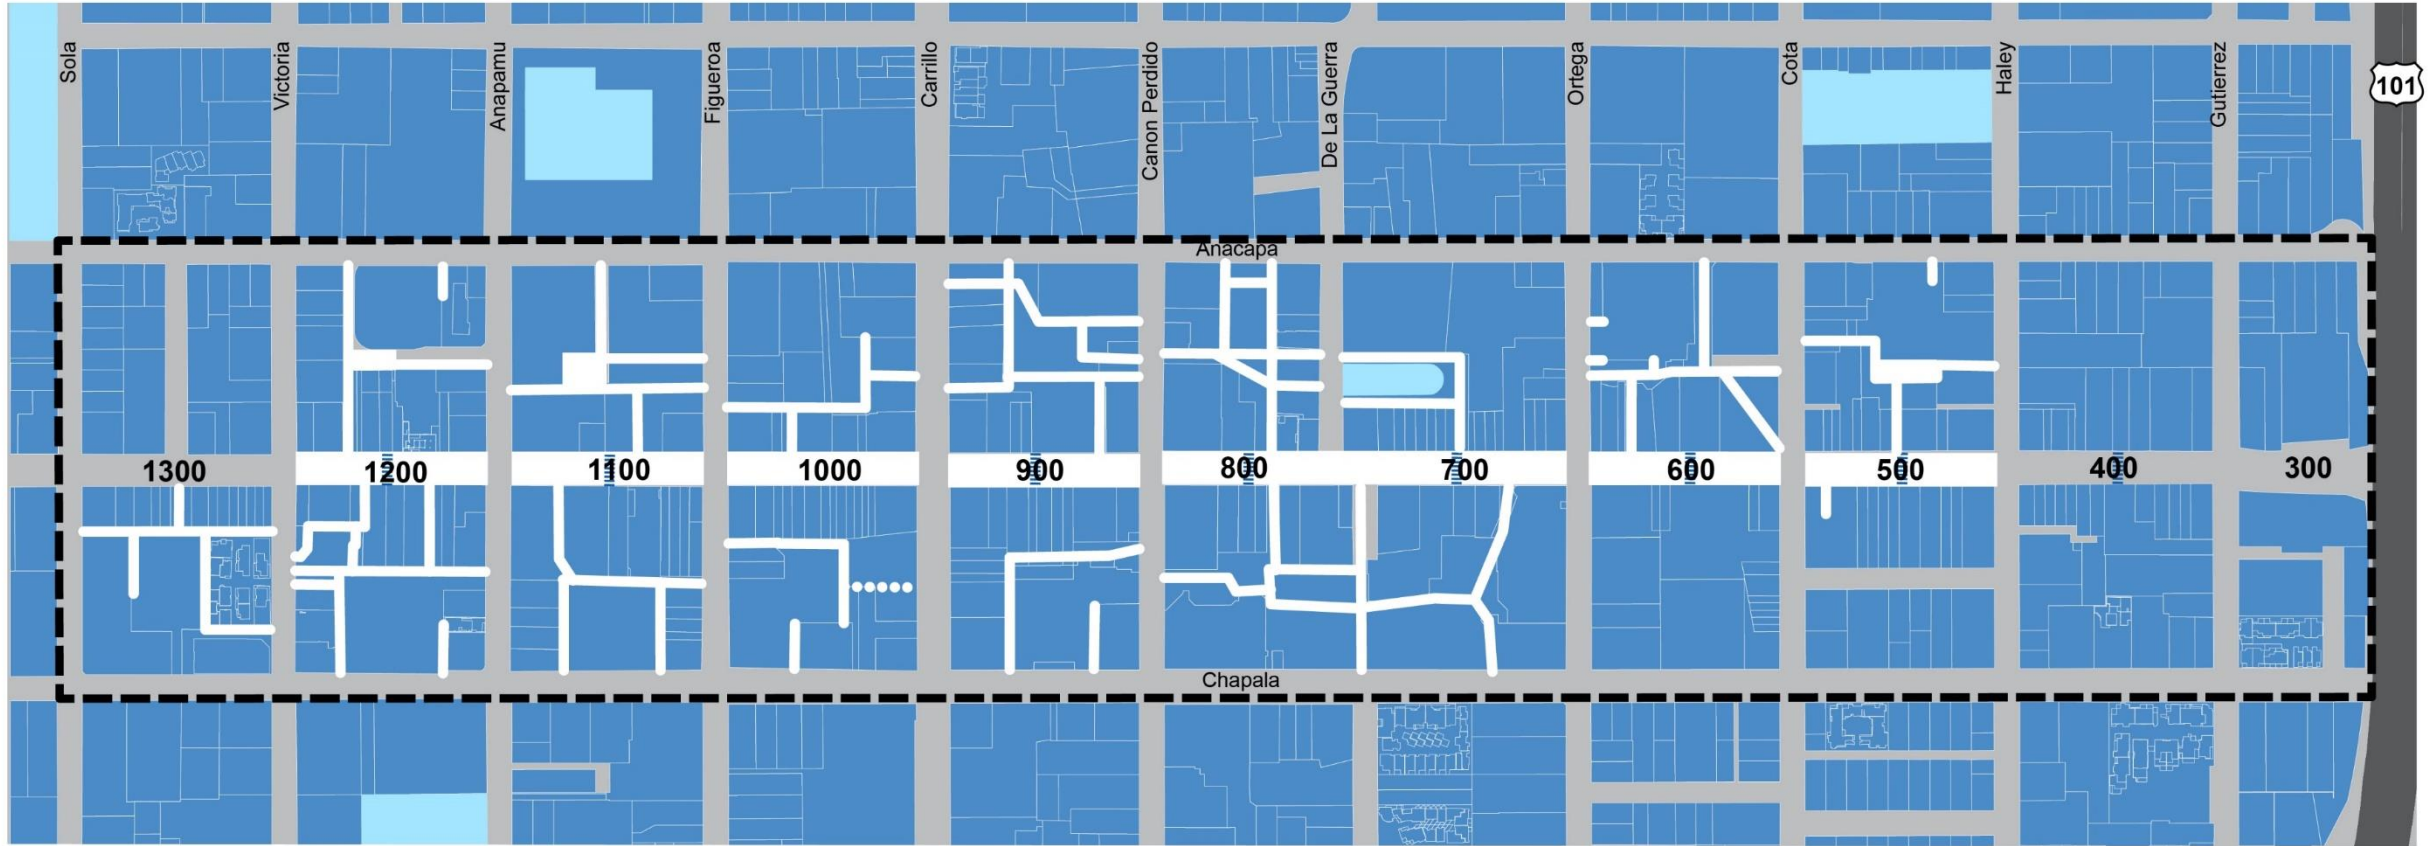 Sola
Victoria
Anapamu
Figueroa
Carrillo
Canon Perdido
De La Guerra
Ortega
Cota
Haley
Gutierrez
101
Anacapa
1300
1200
1100
1000
900
800
700
600
500
400
300
Chapala